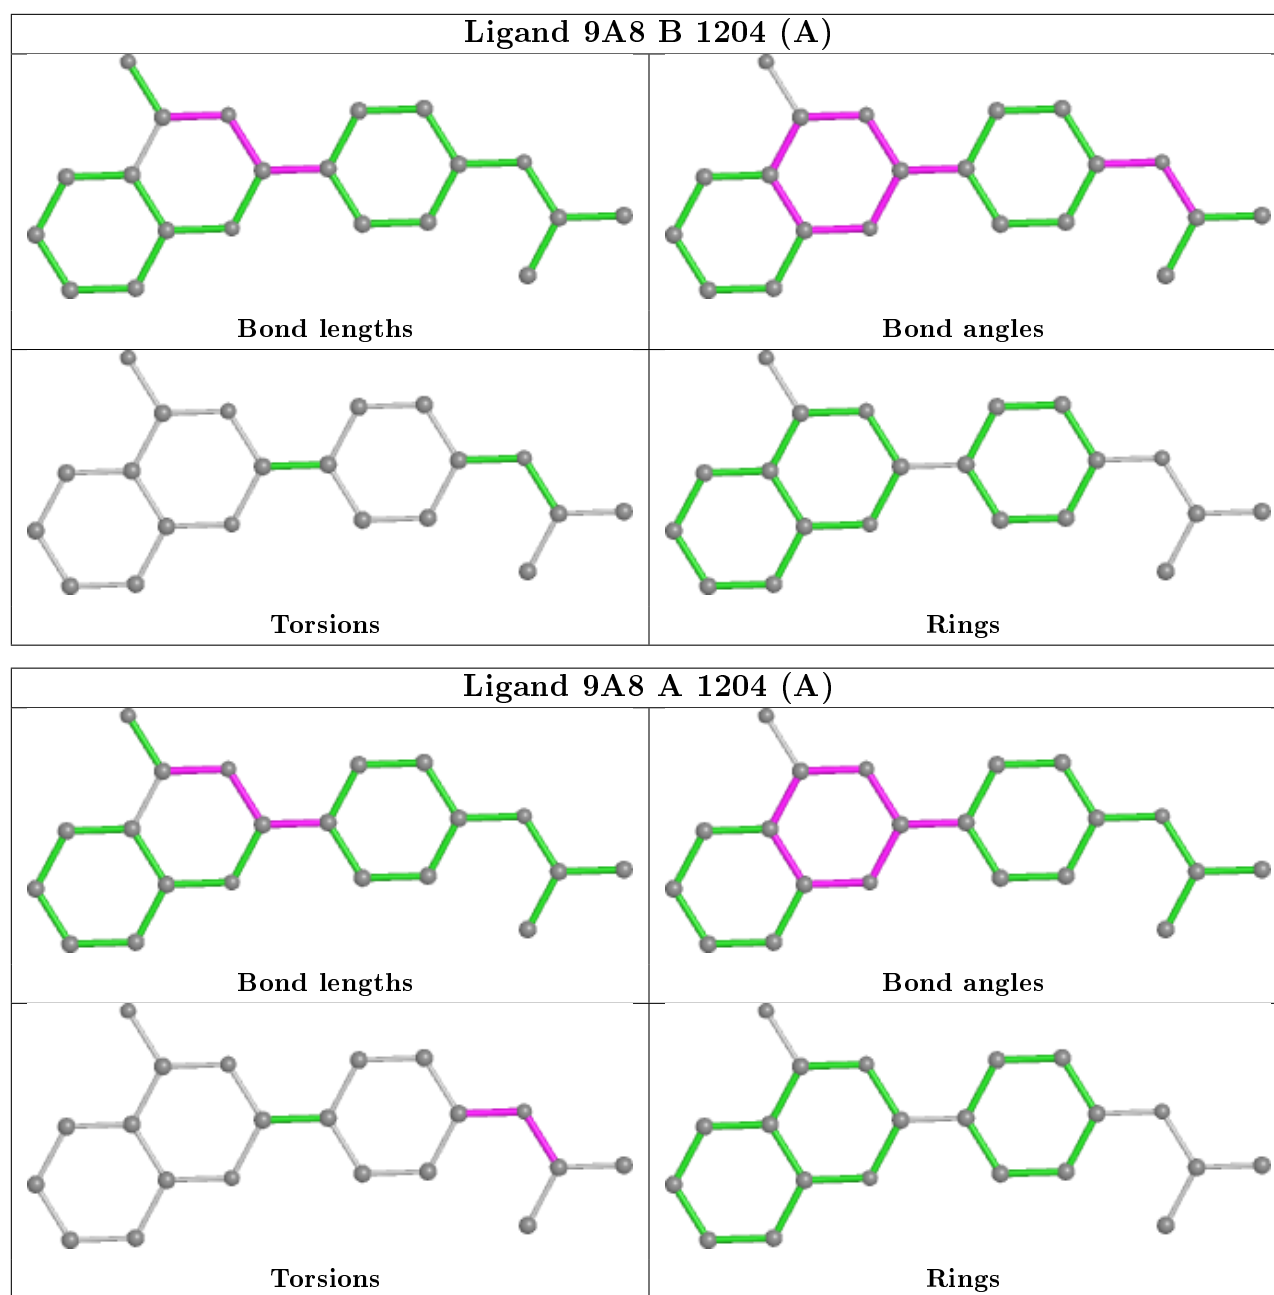 Ligand 9A8 B 1204 (A)
Bond lengths
Bond angles
Torsions
Rings
Ligand 9A8 A 1204 (A)
Bond lengths
Bond angles
Torsions
Rings